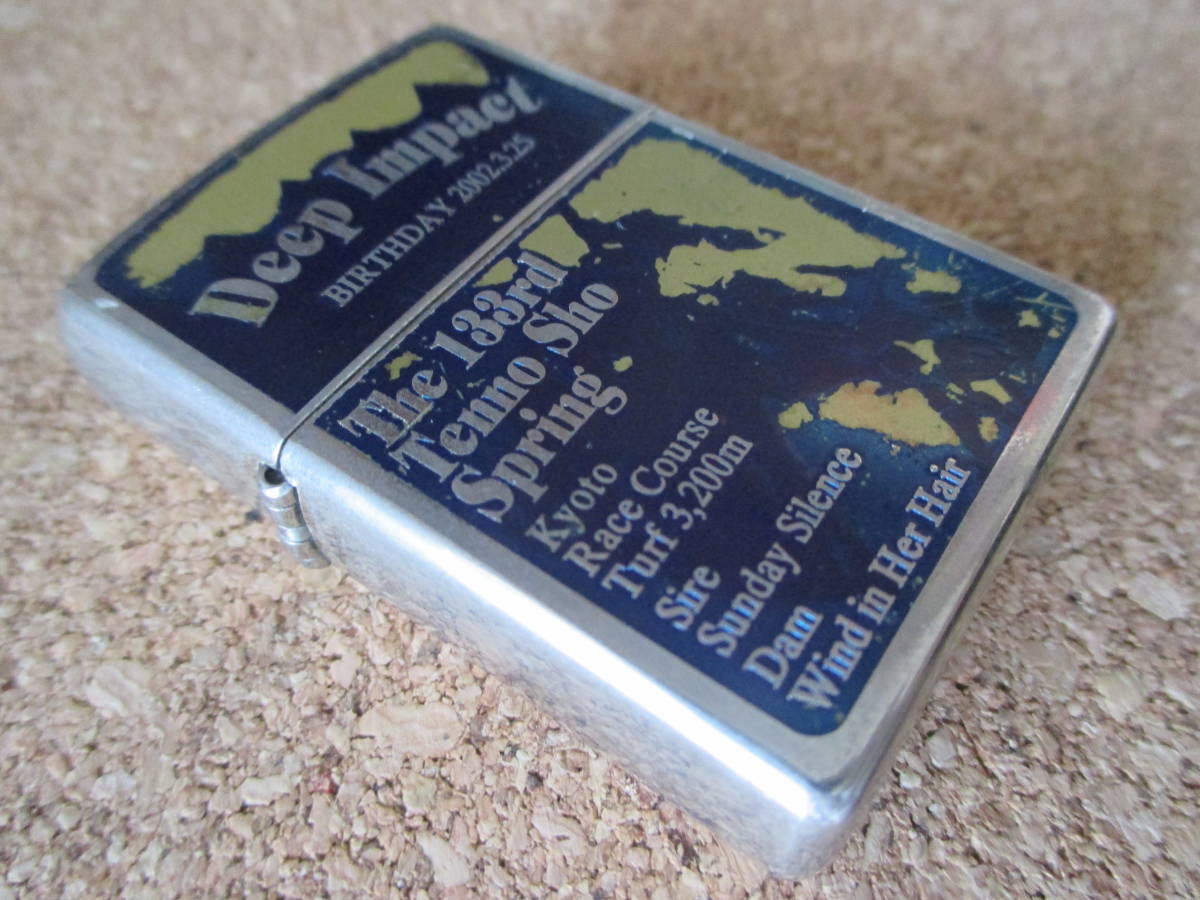 Deep Impact
BIRTHDAY 2002.3.25
The 133rd
Tenno Sho
Spring
Kyoto
Race Course
Turf 3,200m
Sire
Sunday Silence
Dam
Wind in Her Hair